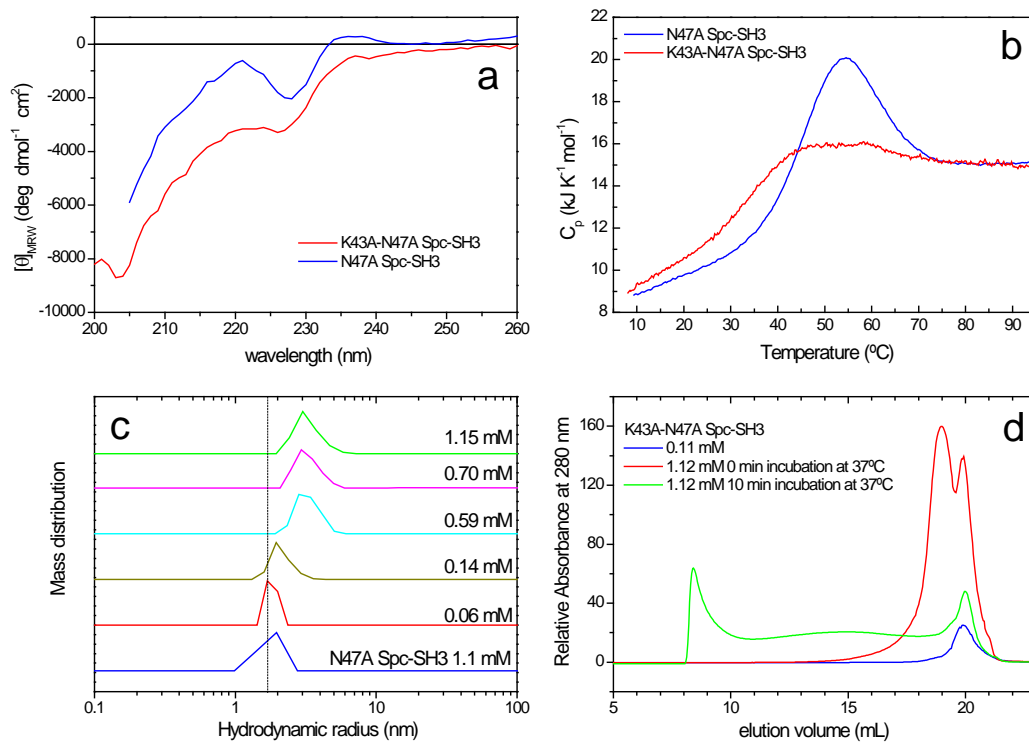 a
0
-2000
-4000
-6000
-8000
-10000
[θ]MRW (deg dmol-1 cm2)
K43A-N47A Spc-SH3
N47A Spc-SH3
200 210 220 230 240 250 260
wavelength (nm)
b
22
20
18
16
14
12
10
8
Cp (kJ K-1 mol-1)
N47A Spc-SH3
K43A-N47A Spc-SH3
10 20 30 40 50 60 70 80 90
Temperature (ºC)
c
Mass distribution
1.15 mM
0.70 mM
0.59 mM
0.14 mM
0.06 mM
N47A Spc-SH3 1.1 mM
0.1 1 10 100
Hydrodynamic radius (nm)
d
160
120
80
40
0
Relative Absorbance at 280 nm
K43A-N47A Spc-SH3
0.11 mM
1.12 mM 0 min incubation at 37ºC
1.12 mM 10 min incubation at 37ºC
5 10 15 20
elution volume (mL)